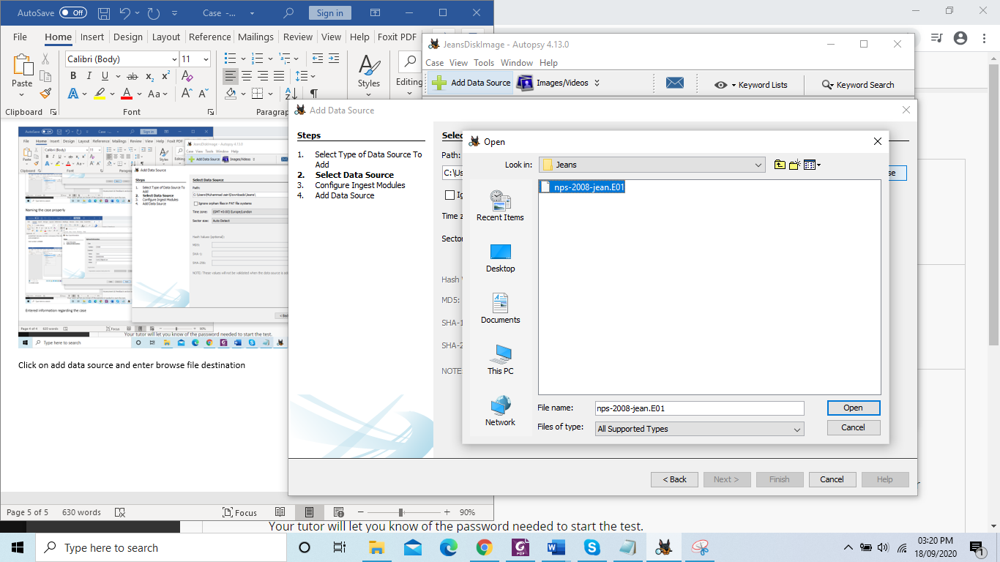 AutoSave Off Case -... Sign in
File Home Insert Design Layout Reference Mailings Review View Help Foxit PDF
Calibri (Body) 11
Paste
B I U ab x₂ x²
A A Aa A A
Styles
Editing
Clipboard Font Paragrap
Naming the case properly
Entered information regarding the case
Your tutor will let you know of the password needed to start the test.
Type here to search
Click on add data source and enter browse file destination
Page 5 of 5 630 words Focus 90%
JeansDiskImage - Autopsy 4.13.0
Case View Tools Window Help
Add Data Source Images/Videos Keyword Lists Keyword Search
Add Data Source
Steps
1. Select Type of Data Source To
Add
2. Select Data Source
3. Configure Ingest Modules
4. Add Data Source
Selec
Path:
C:\Us
se
Ig
Time z
Sector
Hash V
MD5:
SHA-1
SHA-2
NOTE
Open
Look in: Jeans
nps-2008-jean.E01
Recent Items
Desktop
Documents
This PC
Network
File name: nps-2008-jean.E01 Open
Files of type: All Supported Types Cancel
< Back Next > Finish Cancel Help
Your tutor will let you know of the password needed to start the test.
Type here to search
03:20 PM
18/09/2020
1